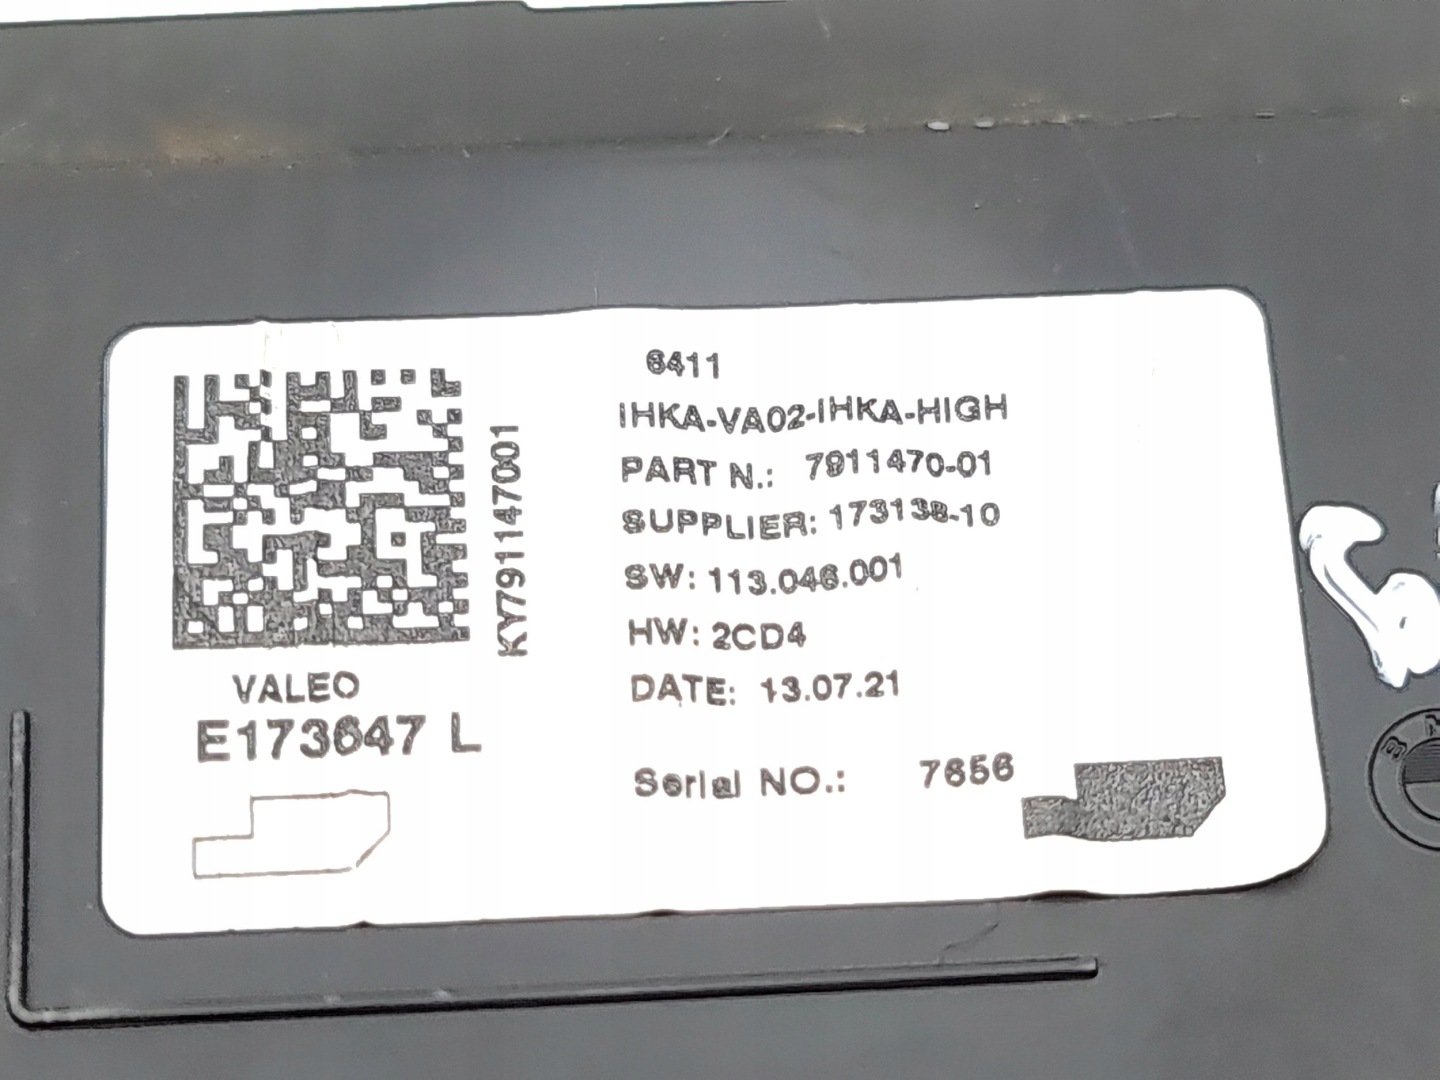 6411
IHKA-VA02-IHKA-HIGH
PART N.: 7911470-01
SUPPLIER: 173138-10
SW: 113.046.001
HW: 2CD4
DATE: 13.07.21
Serial NO.: 7656
KY791147001
VALEO
E173647 L